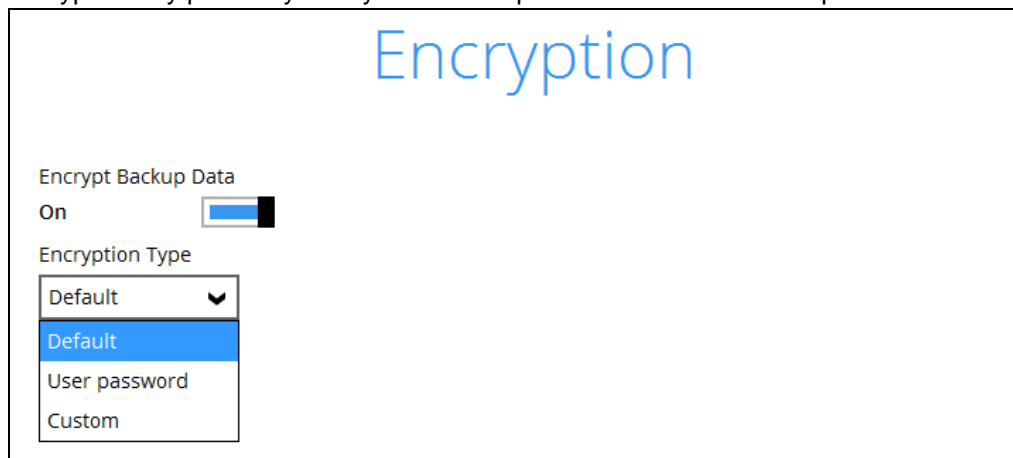 Encryption
Encrypt Backup Data
On
Encryption Type
Default
Default
User password
Custom